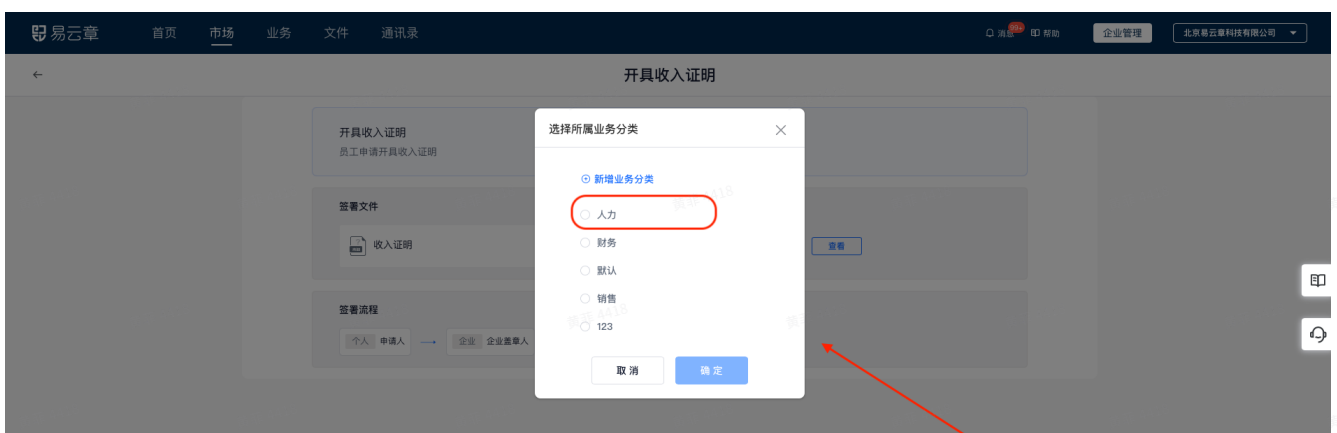 易云章 首页 市场 业务 文件 通讯录 消息 99+ 帮助 企业管理 北京易云章科技有限公司
开具收入证明
开具收入证明
员工申请开具收入证明
签署文件
收入证明
查看
签署流程
个人 申请人 企业 企业盖章人
选择所属业务分类
新增业务分类
人力
财务
默认
销售
123
取消 确定